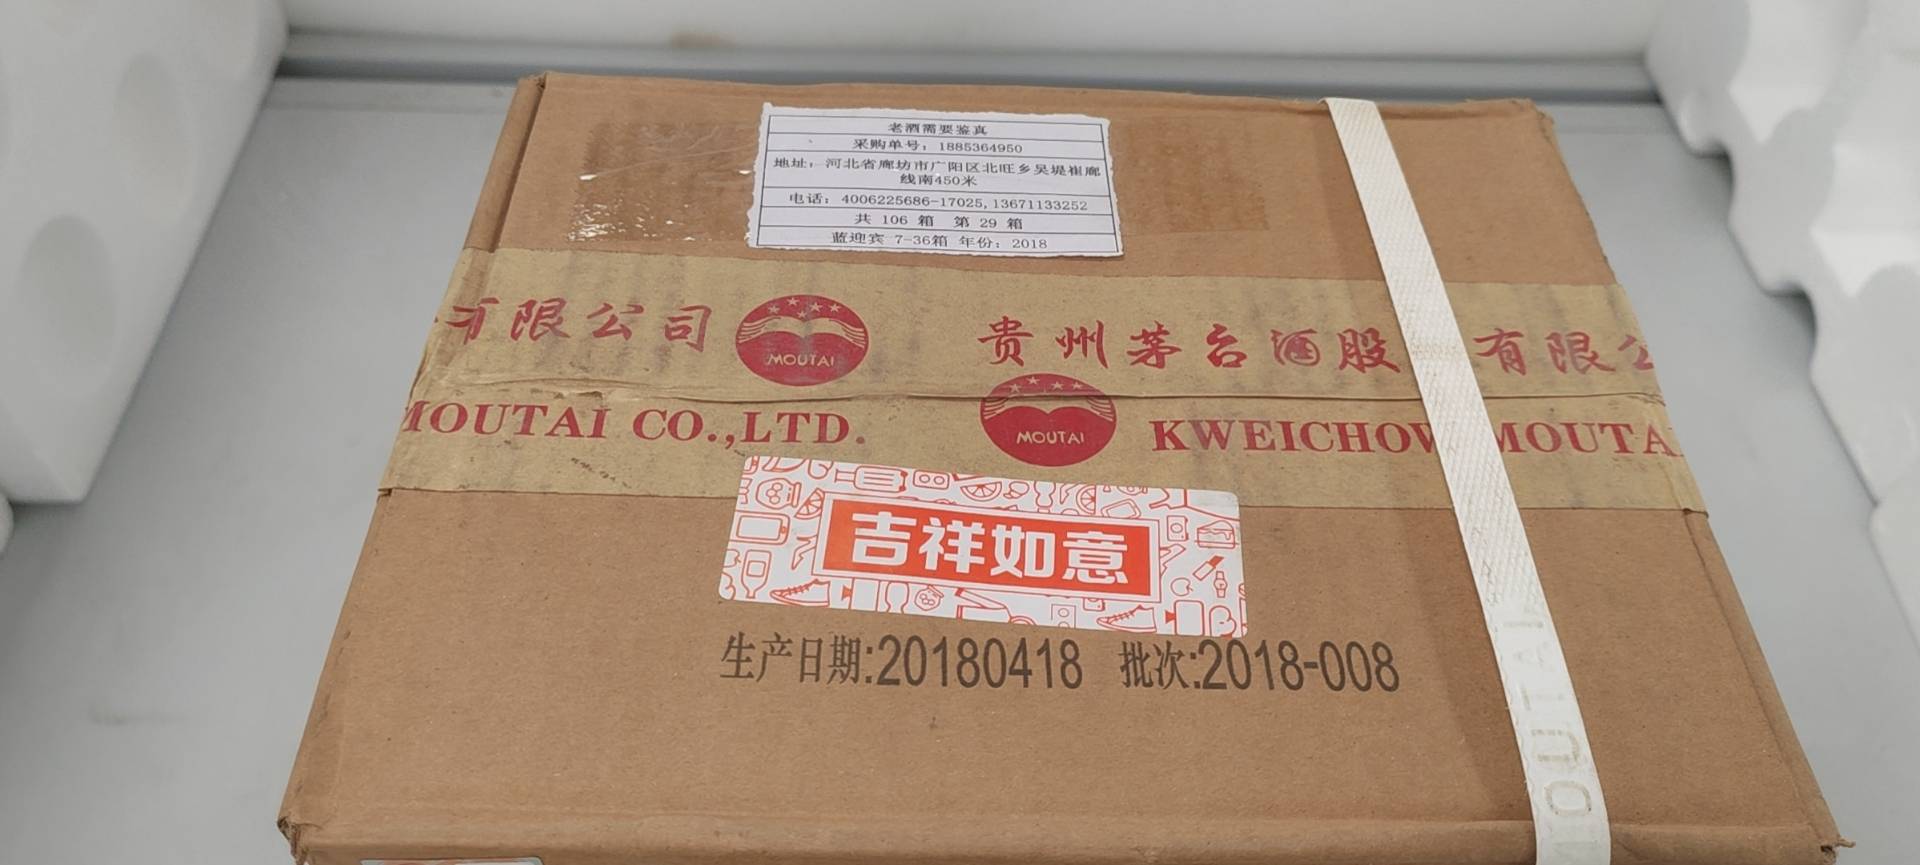 老酒需要鉴真
采购单号：1885364950
地址：河北省廊坊市广阳区北旺乡吴堤崔廊
线南450米
电话：4006225686-17025,13671133252
共 106 箱 第 29 箱
蓝迎宾 7-36箱 年份：2018
有限公司 MOUTAI 贵州茅台酒股 有限公
MOUTAI CO.,LTD. MOUTAI KWEICHOW MOUTA
吉祥如意
生产日期:20180418 批次:2018-008
MOUTAI